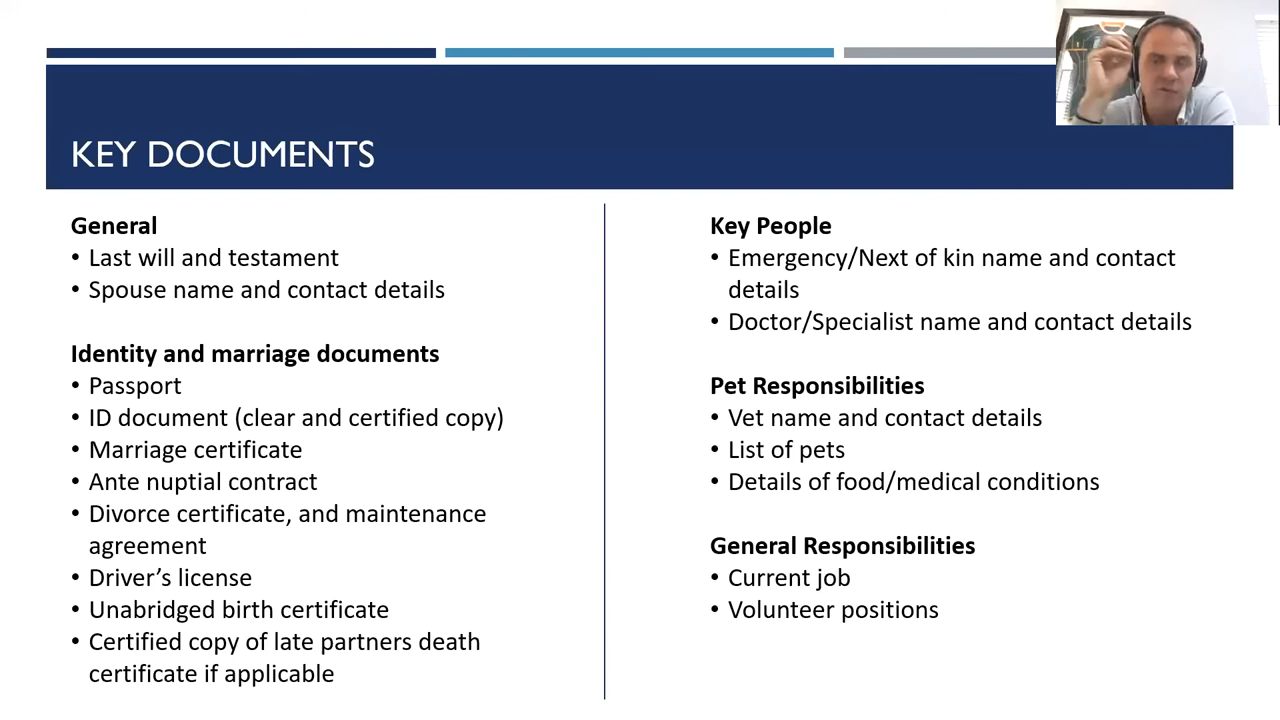 KEY DOCUMENTS
General
• Last will and testament
• Spouse name and contact details
Identity and marriage documents
• Passport
• ID document (clear and certified copy)
• Marriage certificate
• Ante nuptial contract
• Divorce certificate, and maintenance
agreement
• Driver’s license
• Unabridged birth certificate
• Certified copy of late partners death
certificate if applicable
Key People
• Emergency/Next of kin name and contact
details
• Doctor/Specialist name and contact details
Pet Responsibilities
• Vet name and contact details
• List of pets
• Details of food/medical conditions
General Responsibilities
• Current job
• Volunteer positions